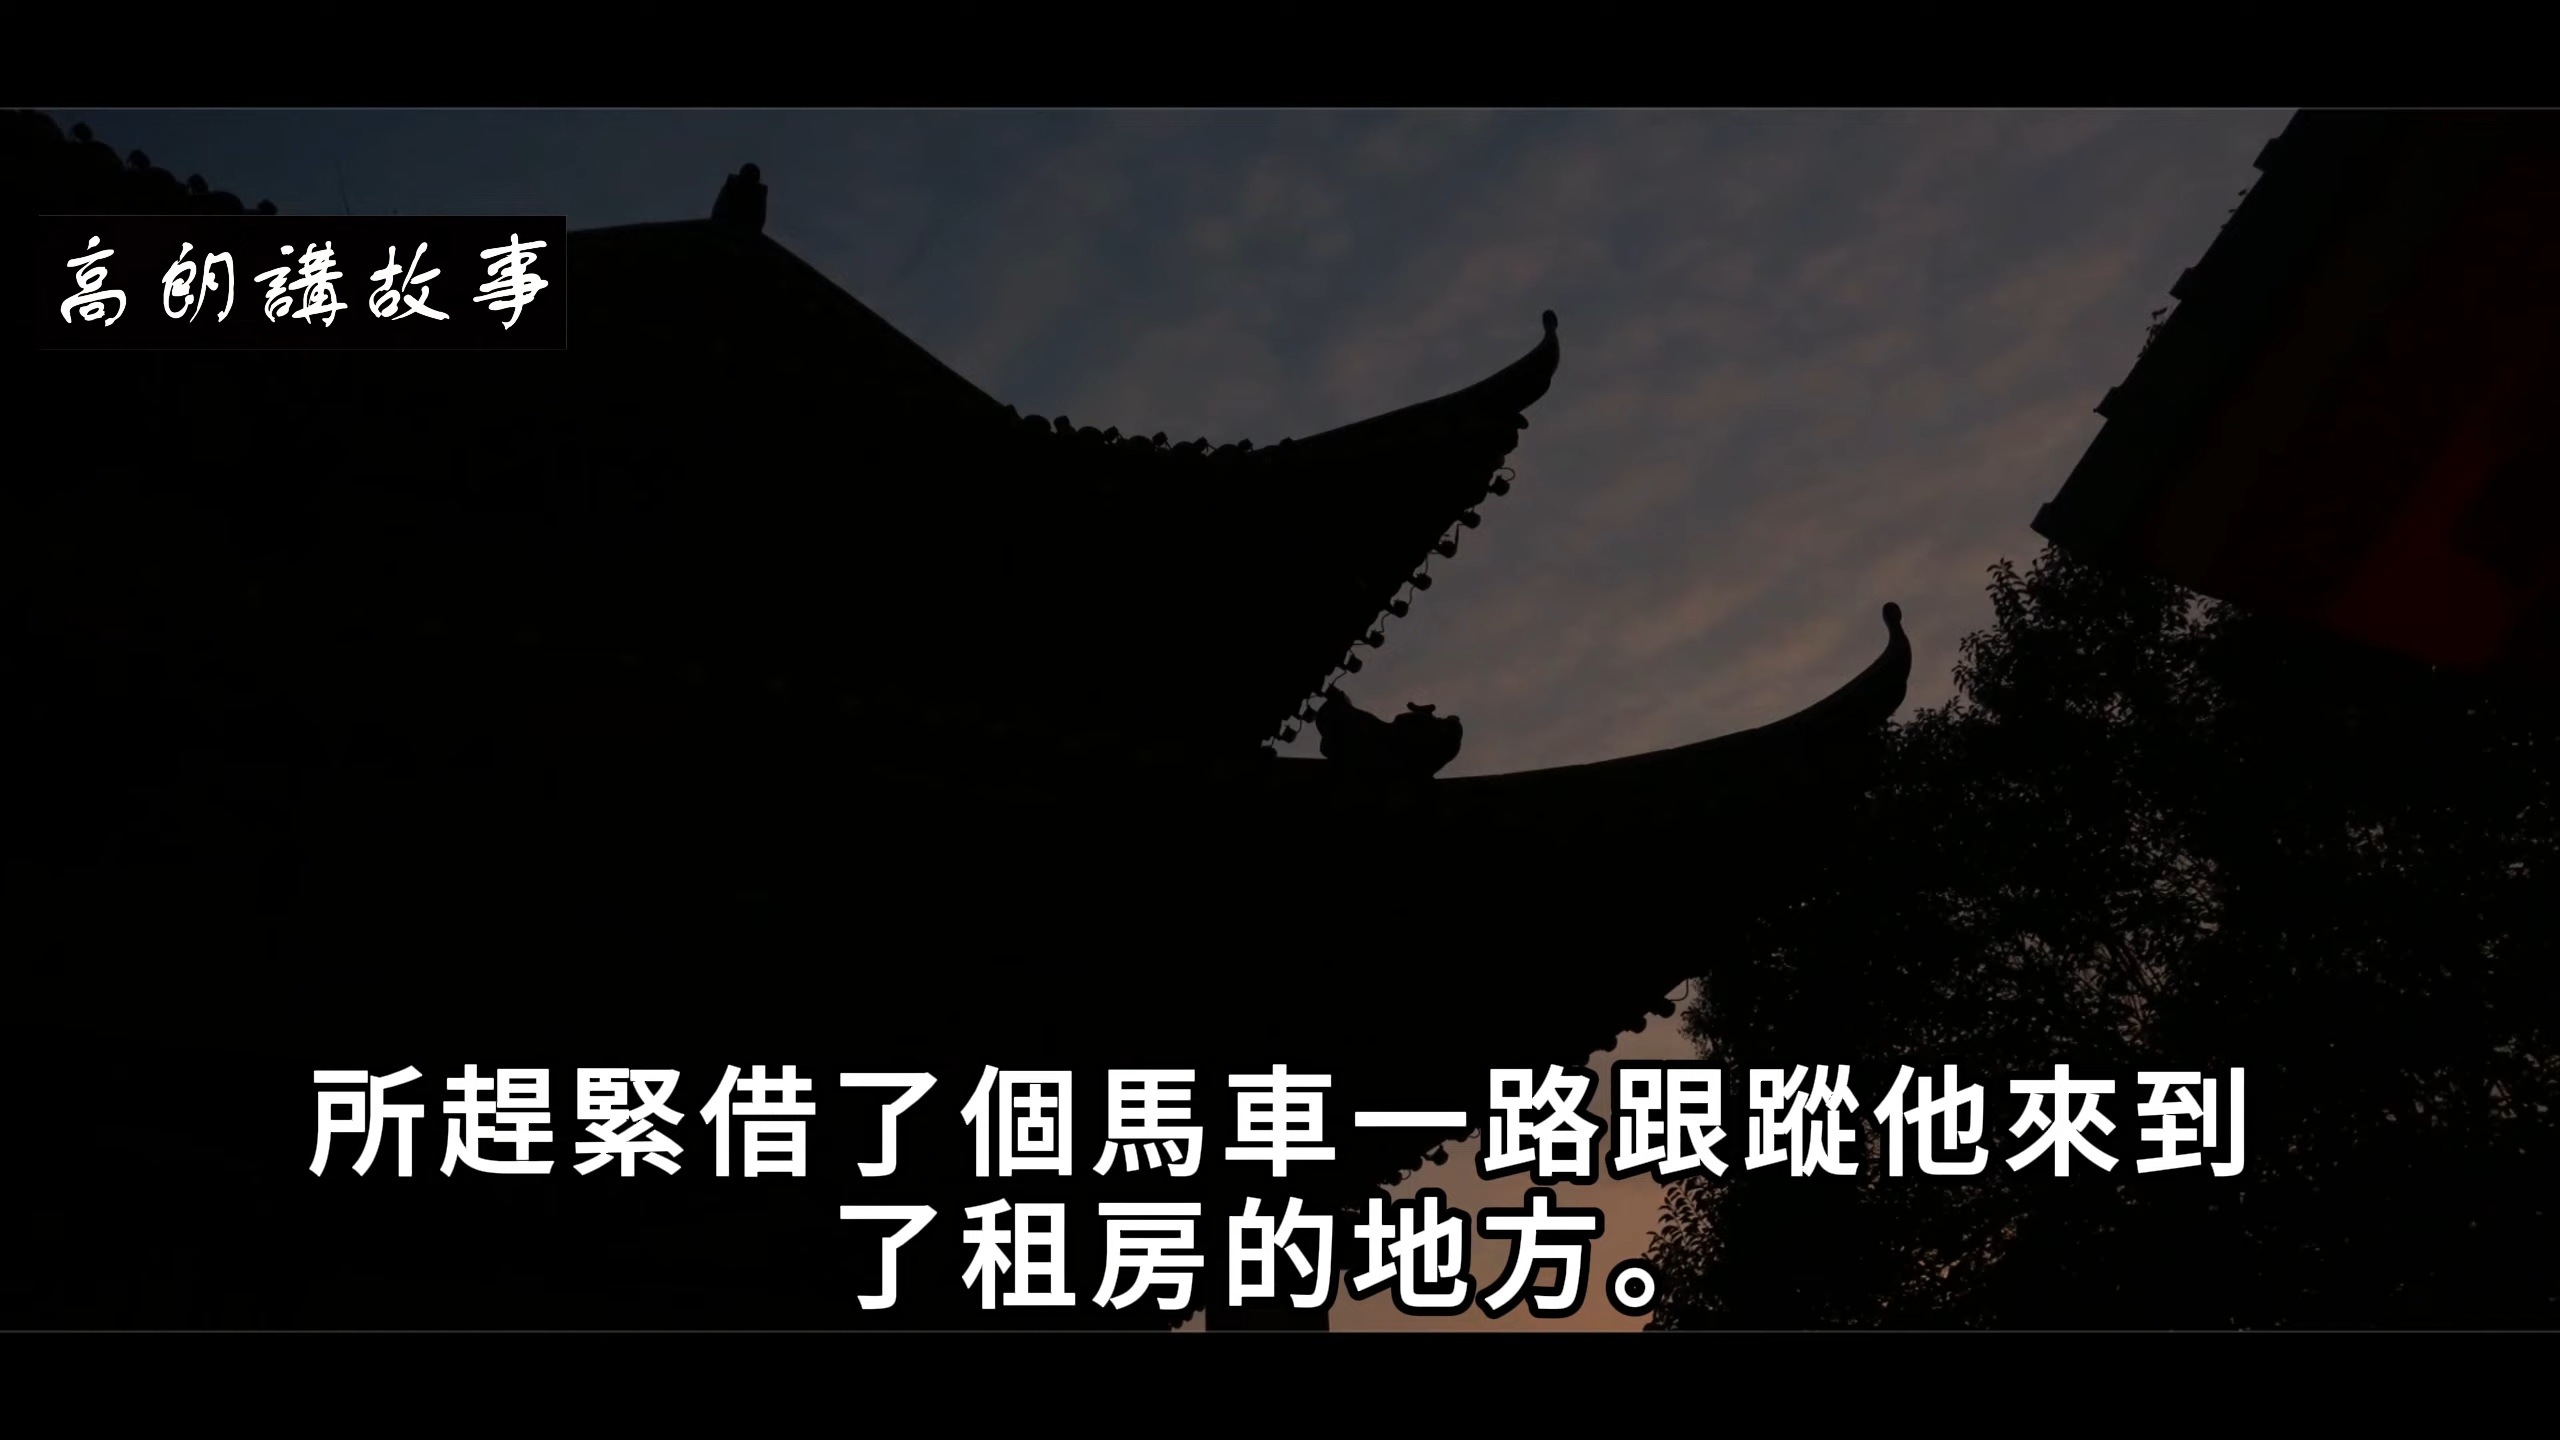 高朗講故事
所趕緊借了個馬車一路跟蹤他來到
了租房的地方。